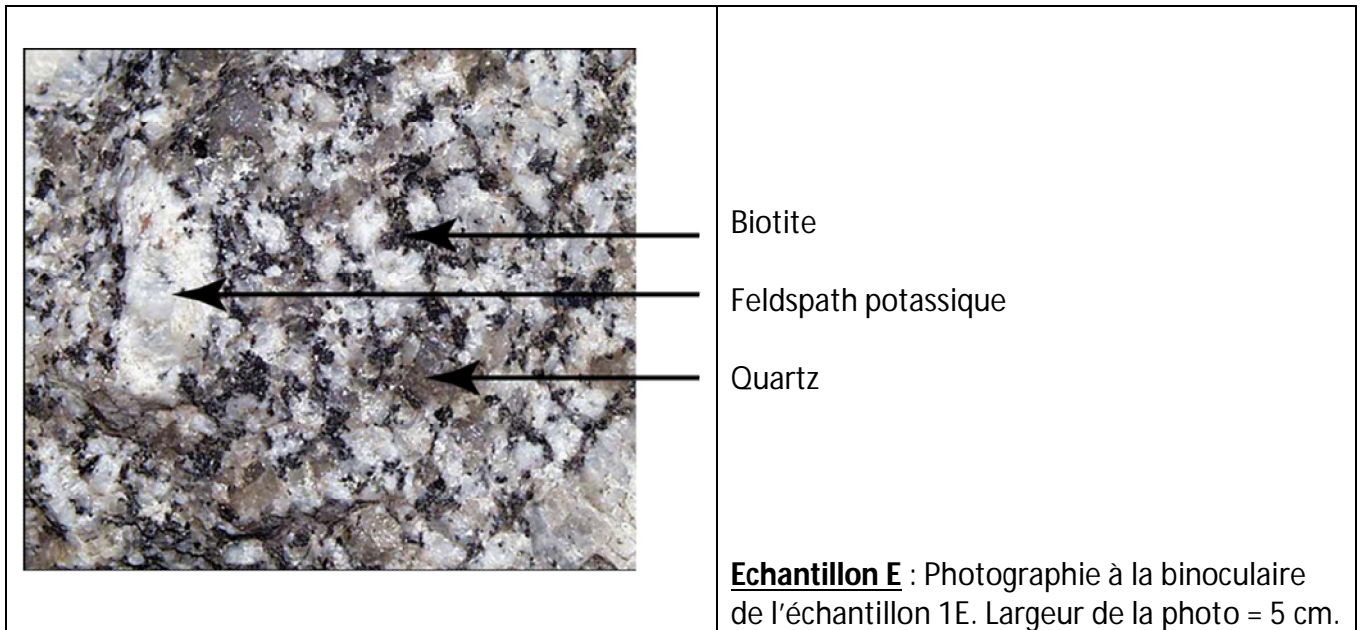 Biotite
Feldspath potassique
Quartz
Echantillon E : Photographie à la binoculaire
de l'échantillon 1E. Largeur de la photo = 5 cm.